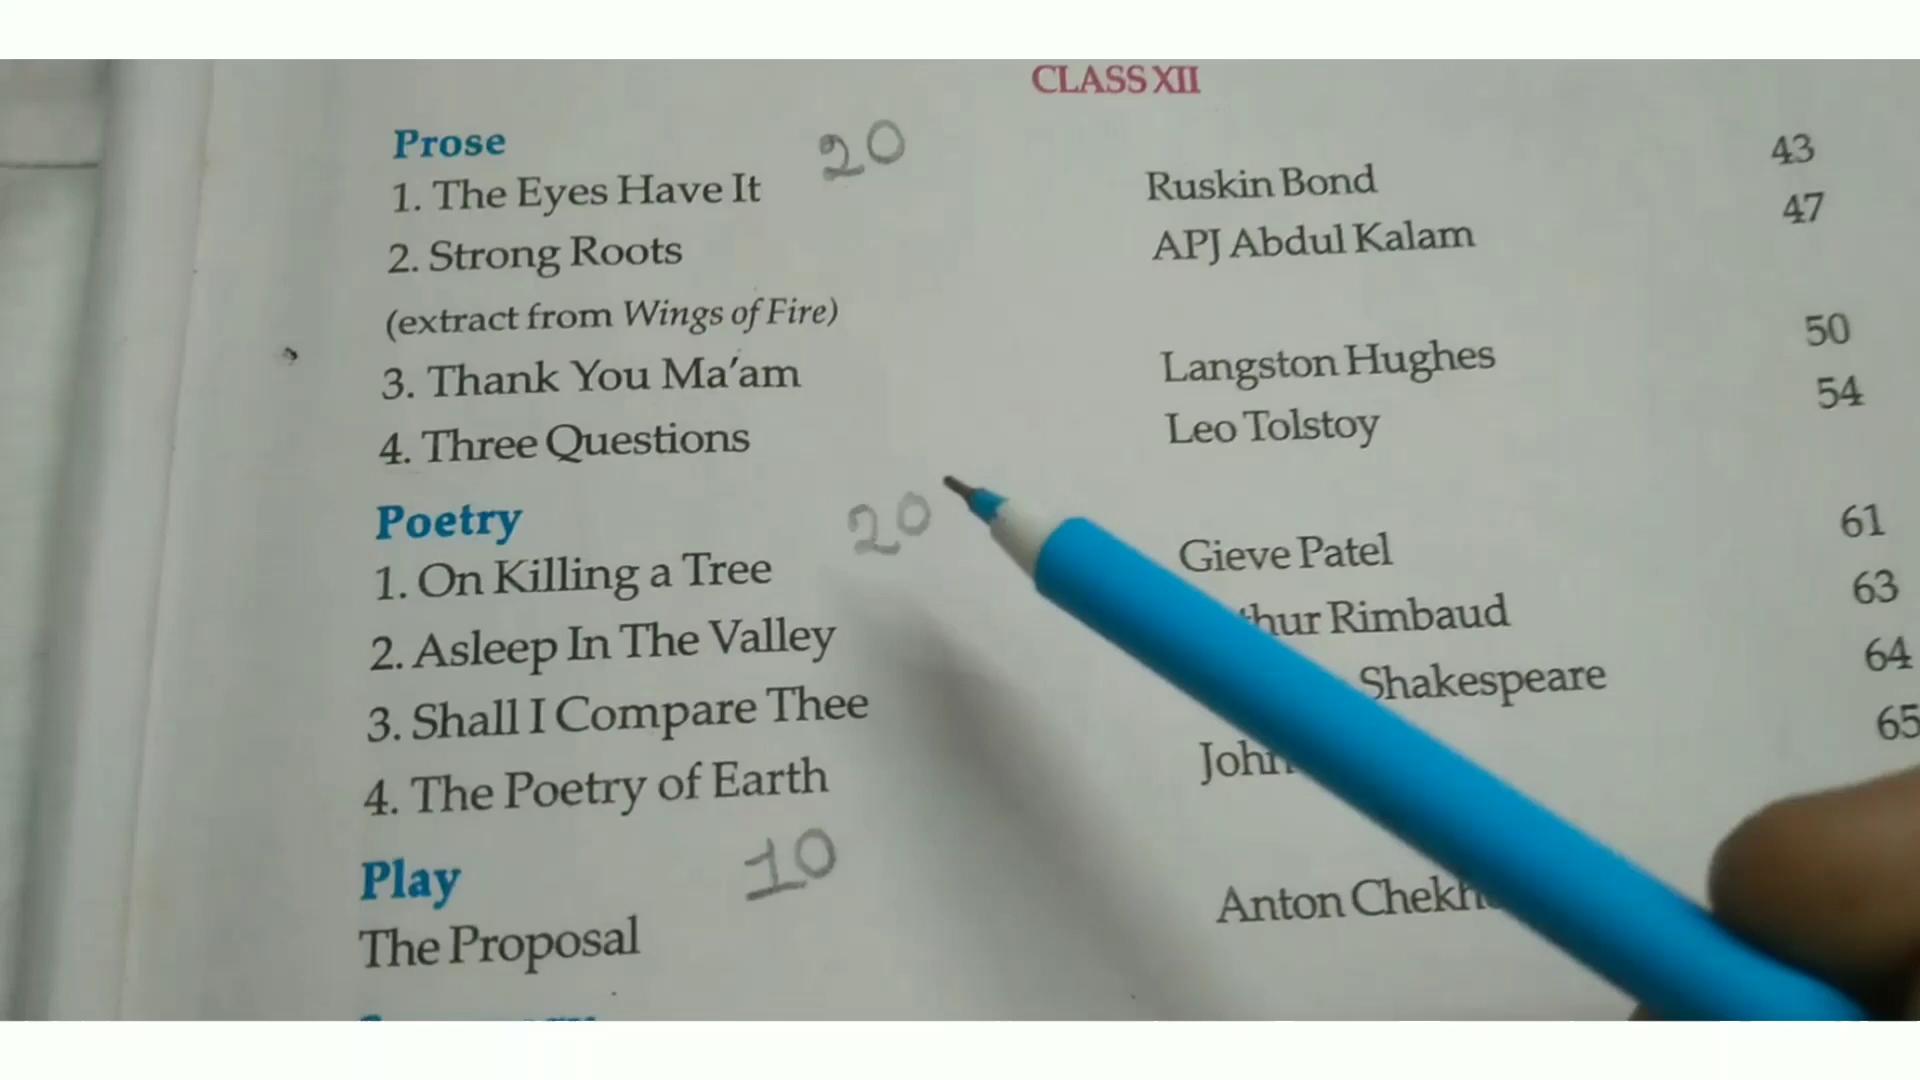 CLASS XII
Prose 20
1. The Eyes Have It Ruskin Bond 43
2. Strong Roots APJ Abdul Kalam 47
(extract from Wings of Fire)
3. Thank You Ma'am Langston Hughes 50
4. Three Questions Leo Tolstoy 54
Poetry 20
1. On Killing a Tree Gieve Patel 61
2. Asleep In The Valley Rimbaud 63
3. Shall I Compare Thee Shakespeare 64
4. The Poetry of Earth John 65
Play 10
The Proposal Anton